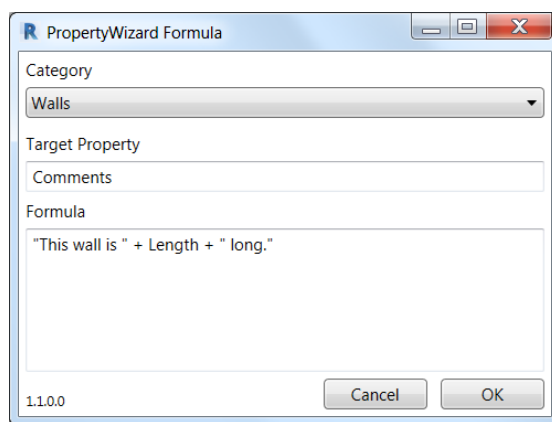 R PropertyWizard Formula
Category
Walls
Target Property
Comments
Formula
"This wall is " + Length + " long."
1.1.0.0
Cancel
OK